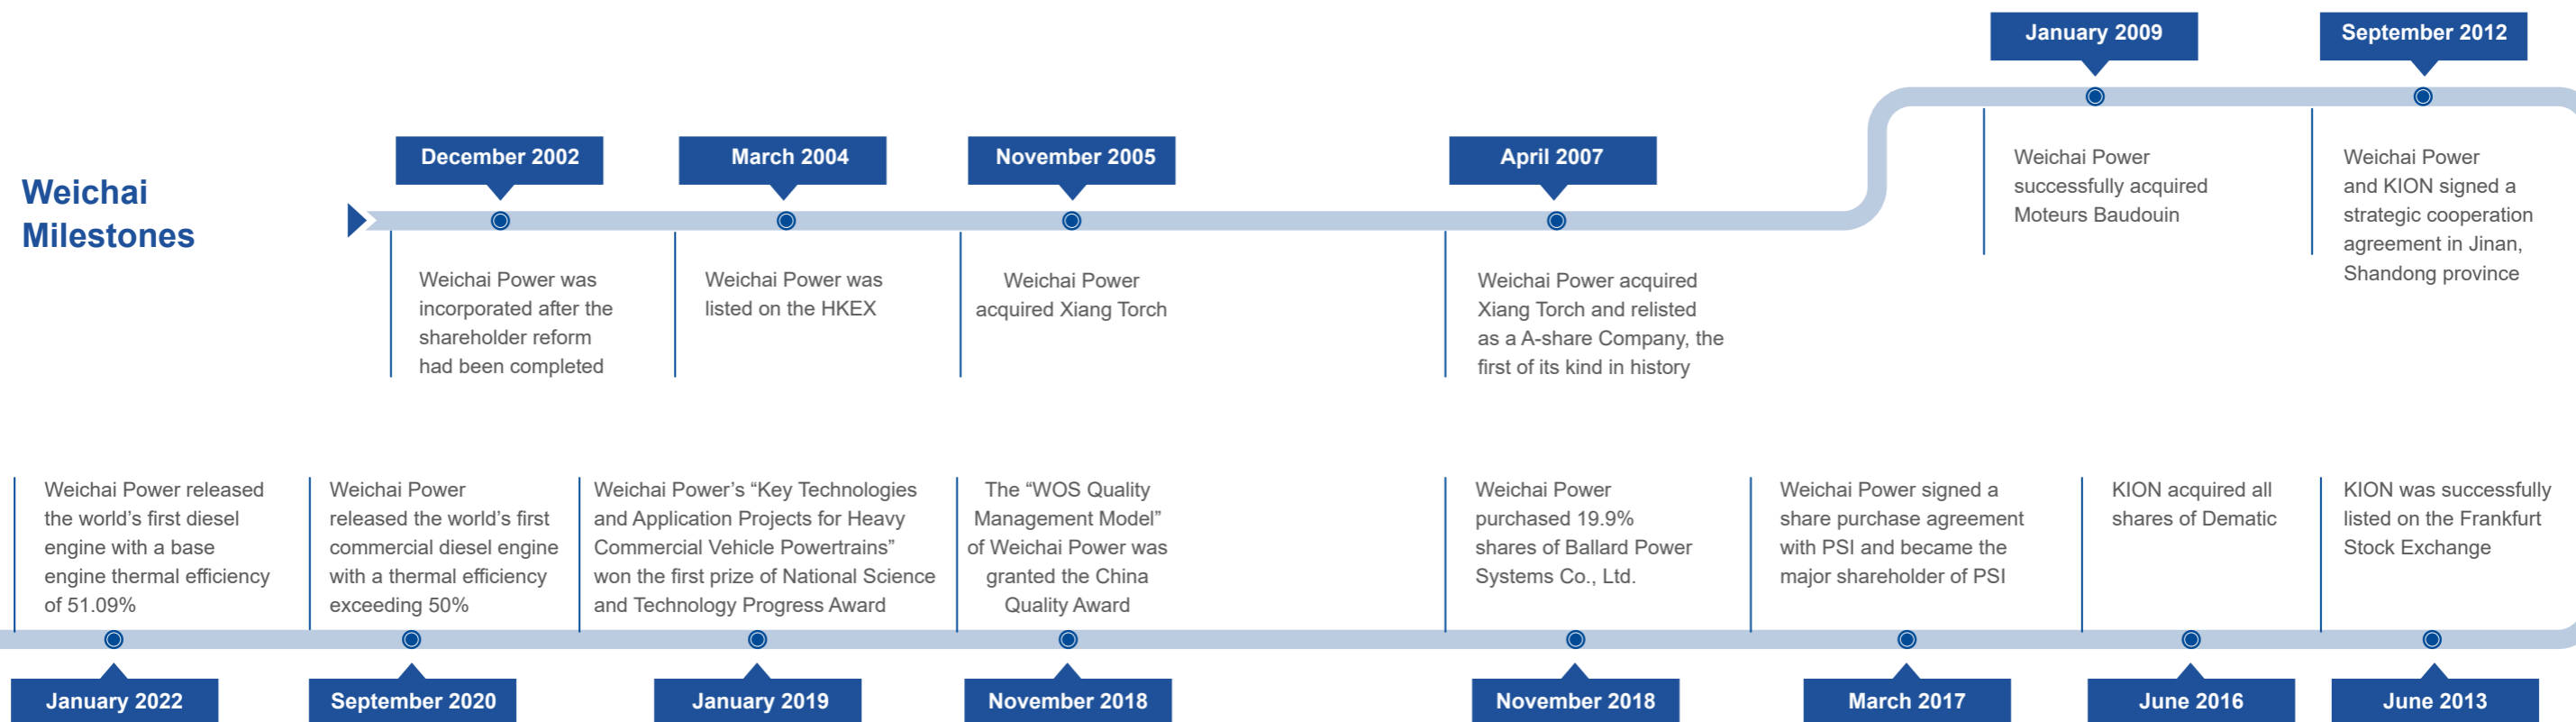 Weichai
Milestones
December 2002
Weichai Power was
incorporated after the
shareholder reform
had been completed
March 2004
Weichai Power was
listed on the HKEX
November 2005
Weichai Power
acquired Xiang Torch
April 2007
Weichai Power acquired
Xiang Torch and relisted
as a A-share Company, the
first of its kind in history
January 2009
Weichai Power
successfully acquired
Moteurs Baudouin
September 2012
Weichai Power
and KION signed a
strategic cooperation
agreement in Jinan,
Shandong province
KION was successfully
listed on the Frankfurt
Stock Exchange
June 2013
KION acquired all
shares of Dematic
June 2016
Weichai Power signed a
share purchase agreement
with PSI and became the
major shareholder of PSI
March 2017
Weichai Power
purchased 19.9%
shares of Ballard Power
Systems Co., Ltd.
November 2018
The “WOS Quality
Management Model”
of Weichai Power was
granted the China
Quality Award
November 2018
Weichai Power’s “Key Technologies
and Application Projects for Heavy
Commercial Vehicle Powertrains”
won the first prize of National Science
and Technology Progress Award
January 2019
Weichai Power
released the world’s first
commercial diesel engine
with a thermal efficiency
exceeding 50%
September 2020
Weichai Power released
the world’s first diesel
engine with a base
engine thermal efficiency
of 51.09%
January 2022